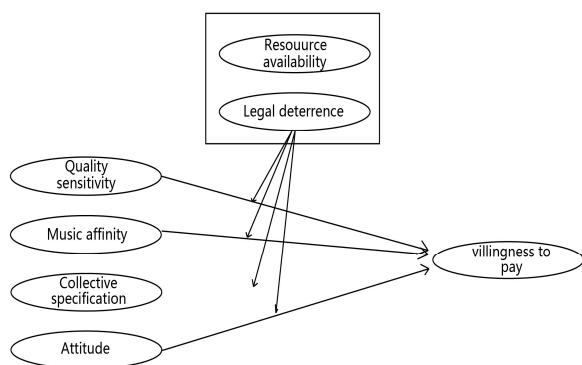 Resouurce
availability
Legal deterrence
Quality
sensitivity
Music affinity
Collective
specification
Attitude
villingness to
pay